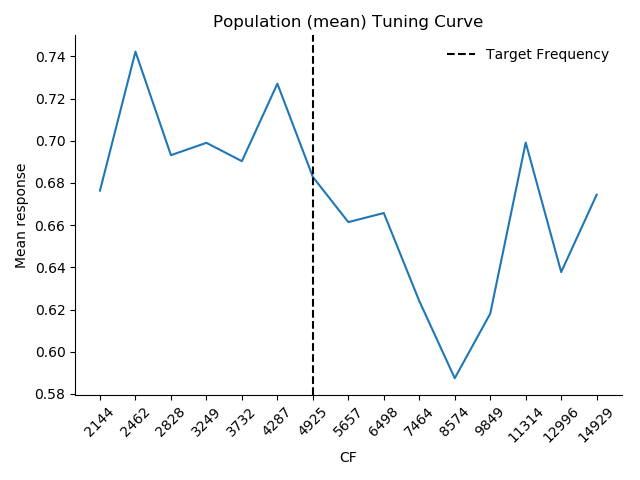 Population (mean) Tuning Curve
Target Frequency
Mean response
0.74
0.72
0.70
0.68
0.66
0.64
0.62
0.60
0.58
2144 2462 2828 3249 3732 4287 4925 5657 6498 7464 8574 9849 11314 12996 14929
CF